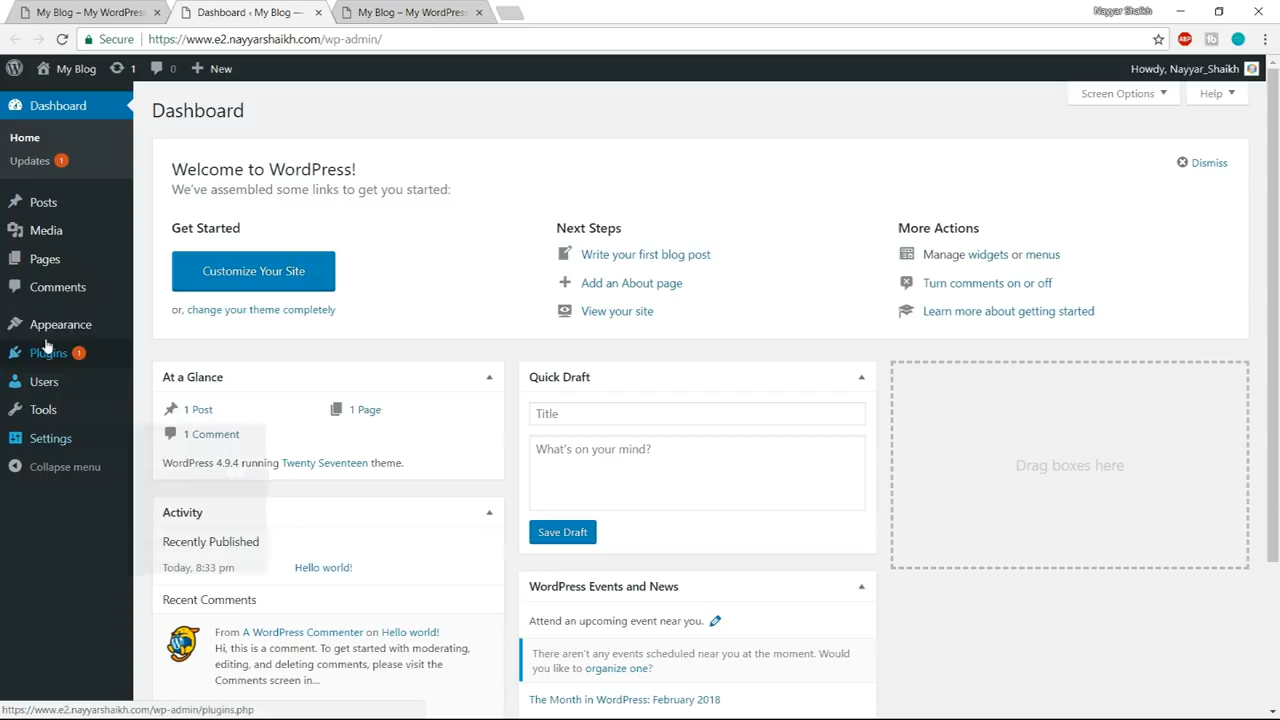 My Blog – My WordPress × Dashboard ‹ My Blog — × My Blog – My WordPress ×
Nayyar Shaikh
Secure https://www.e2.nayyarshaikh.com/wp-admin/
ABP
My Blog 1 0 New
Howdy, Nayyar_Shaikh
Dashboard
Home
Updates 1
Posts
Media
Pages
Comments
Appearance
Plugins 1
Users
Tools
Settings
Collapse menu
Screen Options Help
Dashboard
Welcome to WordPress!
Dismiss
We've assembled some links to get you started:
Get Started
Customize Your Site
or, change your theme completely
Next Steps
Write your first blog post
Add an About page
View your site
More Actions
Manage widgets or menus
Turn comments on or off
Learn more about getting started
At a Glance
1 Post 1 Page
1 Comment
WordPress 4.9.4 running Twenty Seventeen theme.
Activity
Recently Published
Today, 8:33 pm Hello world!
Recent Comments
From A WordPress Commenter on Hello world!
Hi, this is a comment. To get started with moderating,
editing, and deleting comments, please visit the
Comments screen in...
Quick Draft
Title
What's on your mind?
Save Draft
WordPress Events and News
Attend an upcoming event near you.
There aren't any events scheduled near you at the moment. Would
you like to organize one?
The Month in WordPress: February 2018
Drag boxes here
https://www.e2.nayyarshaikh.com/wp-admin/plugins.php